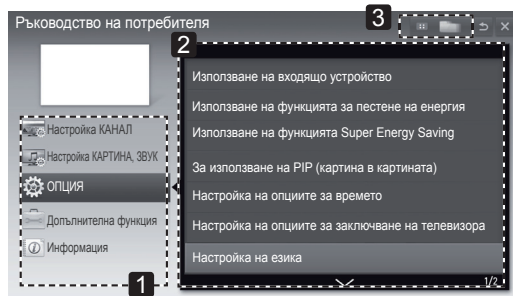 Ръководство на потребителя
3
2
Настройка КАНАЛ
Настройка КАРТИНА, ЗВУК
ОПЦИЯ
Допълнителна функция
Информация
1
Използване на входящо устройство
Използване на функцията за пестене на енергия
Използване на функцията Super Energy Saving
За използване на PIP (картина в картината)
Настройка на опциите за времето
Настройка на опциите за заключване на телевизора
Настройка на езика
1/2